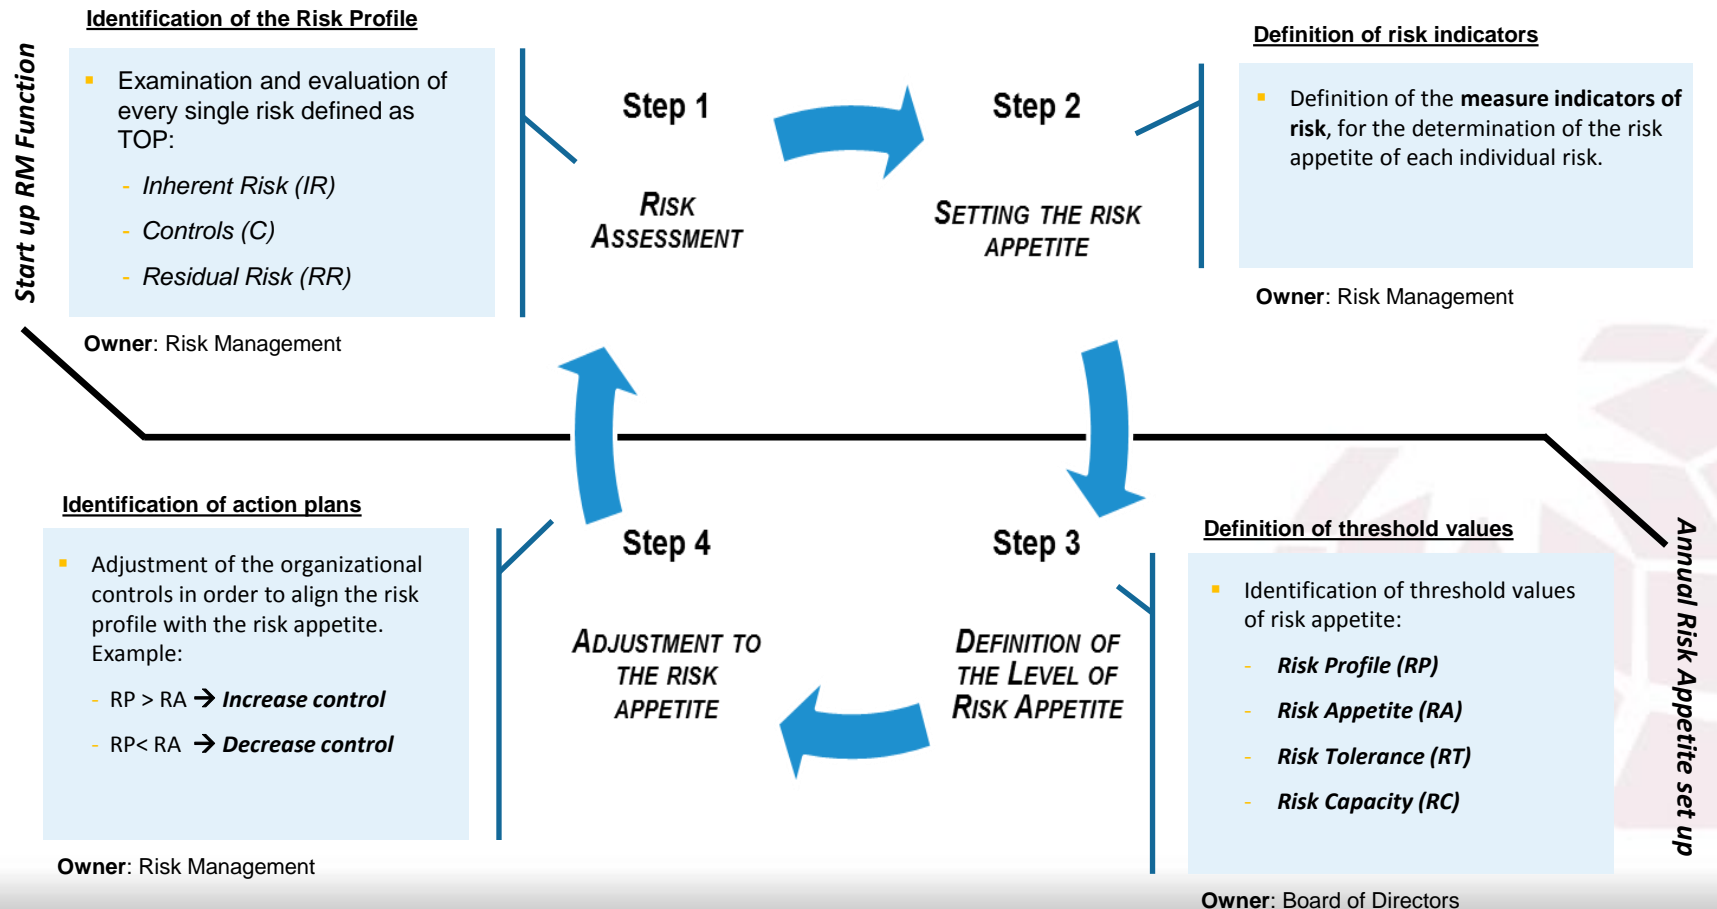 Start up RM Function
Identification of the Risk Profile
▪ Examination and evaluation of
every single risk defined as
TOP:
- Inherent Risk (IR)
- Controls (C)
- Residual Risk (RR)
Owner: Risk Management
Step 1
RISK
ASSESSMENT
Step 2
SETTING THE RISK
APPETITE
Definition of risk indicators
▪ Definition of the measure indicators of
risk, for the determination of the risk
appetite of each individual risk.
Owner: Risk Management
Identification of action plans
▪ Adjustment of the organizational
controls in order to align the risk
profile with the risk appetite.
Example:
- RP > RA → Increase control
- RP< RA → Decrease control
Owner: Risk Management
Step 4
ADJUSTMENT TO
THE RISK
APPETITE
Step 3
DEFINITION OF
THE LEVEL OF
RISK APPETITE
Definition of threshold values
▪ Identification of threshold values
of risk appetite:
- Risk Profile (RP)
- Risk Appetite (RA)
- Risk Tolerance (RT)
- Risk Capacity (RC)
Owner: Board of Directors
Annual Risk Appetite set up